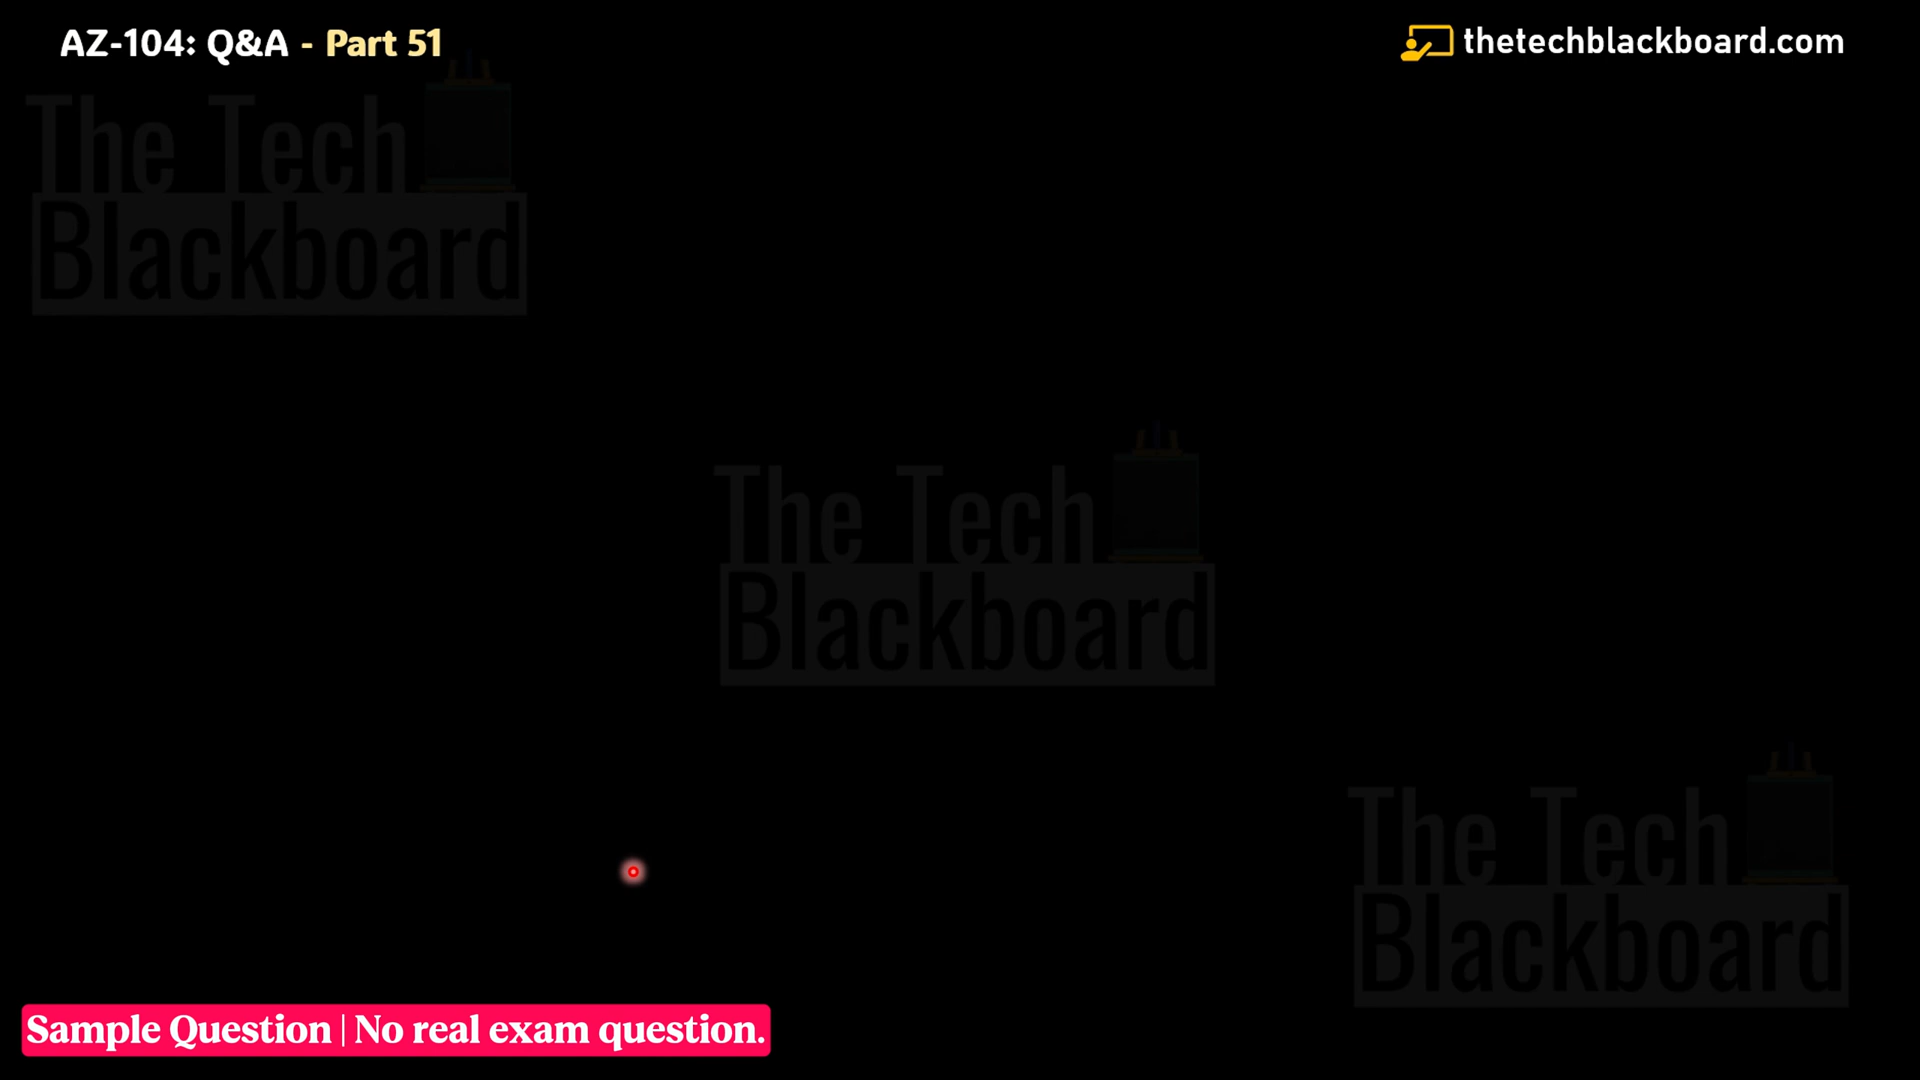 AZ-104: Q&A - Part 51
thetechblackboard.com
The Tech
Blackboard
The Tech
Blackboard
The Tech
Blackboard
Sample Question | No real exam question.